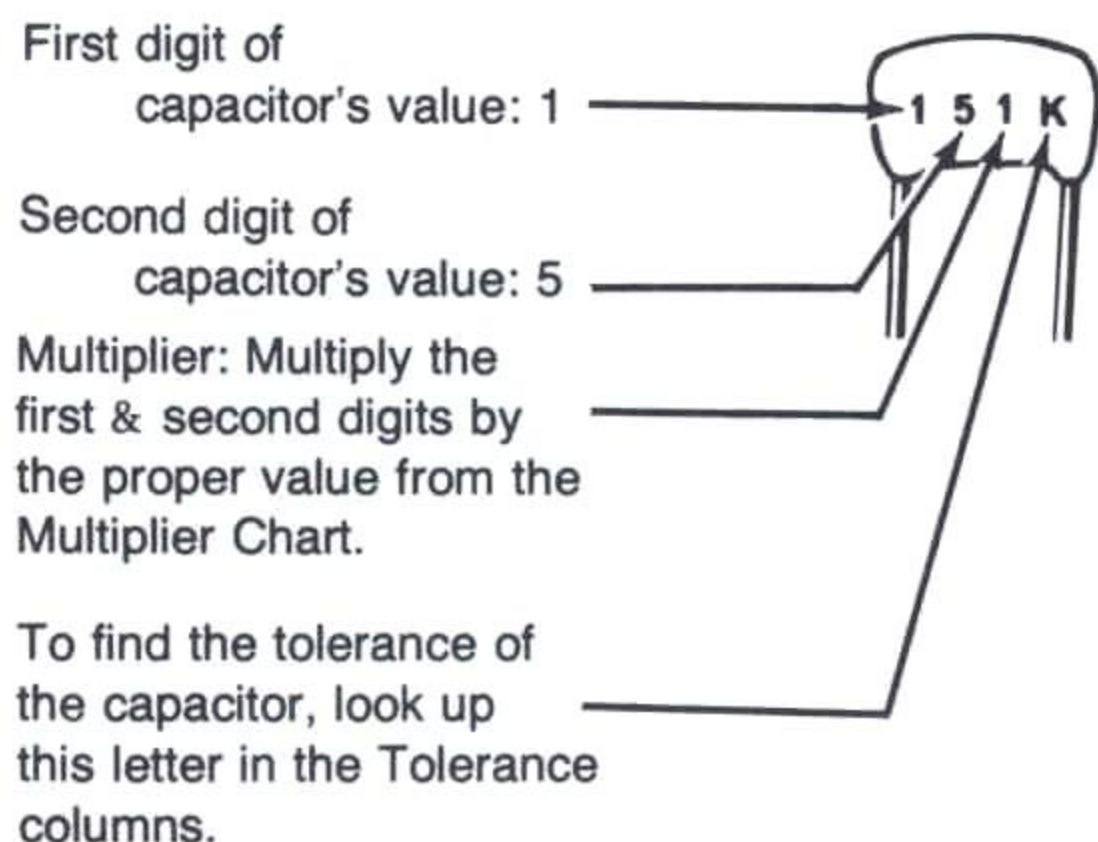 First digit of
capacitor's value: 1
1 5 1 K
Second digit of
capacitor's value: 5
Multiplier: Multiply the
first & second digits by
the proper value from the
Multiplier Chart.
To find the tolerance of
the capacitor, look up
this letter in the Tolerance
columns.